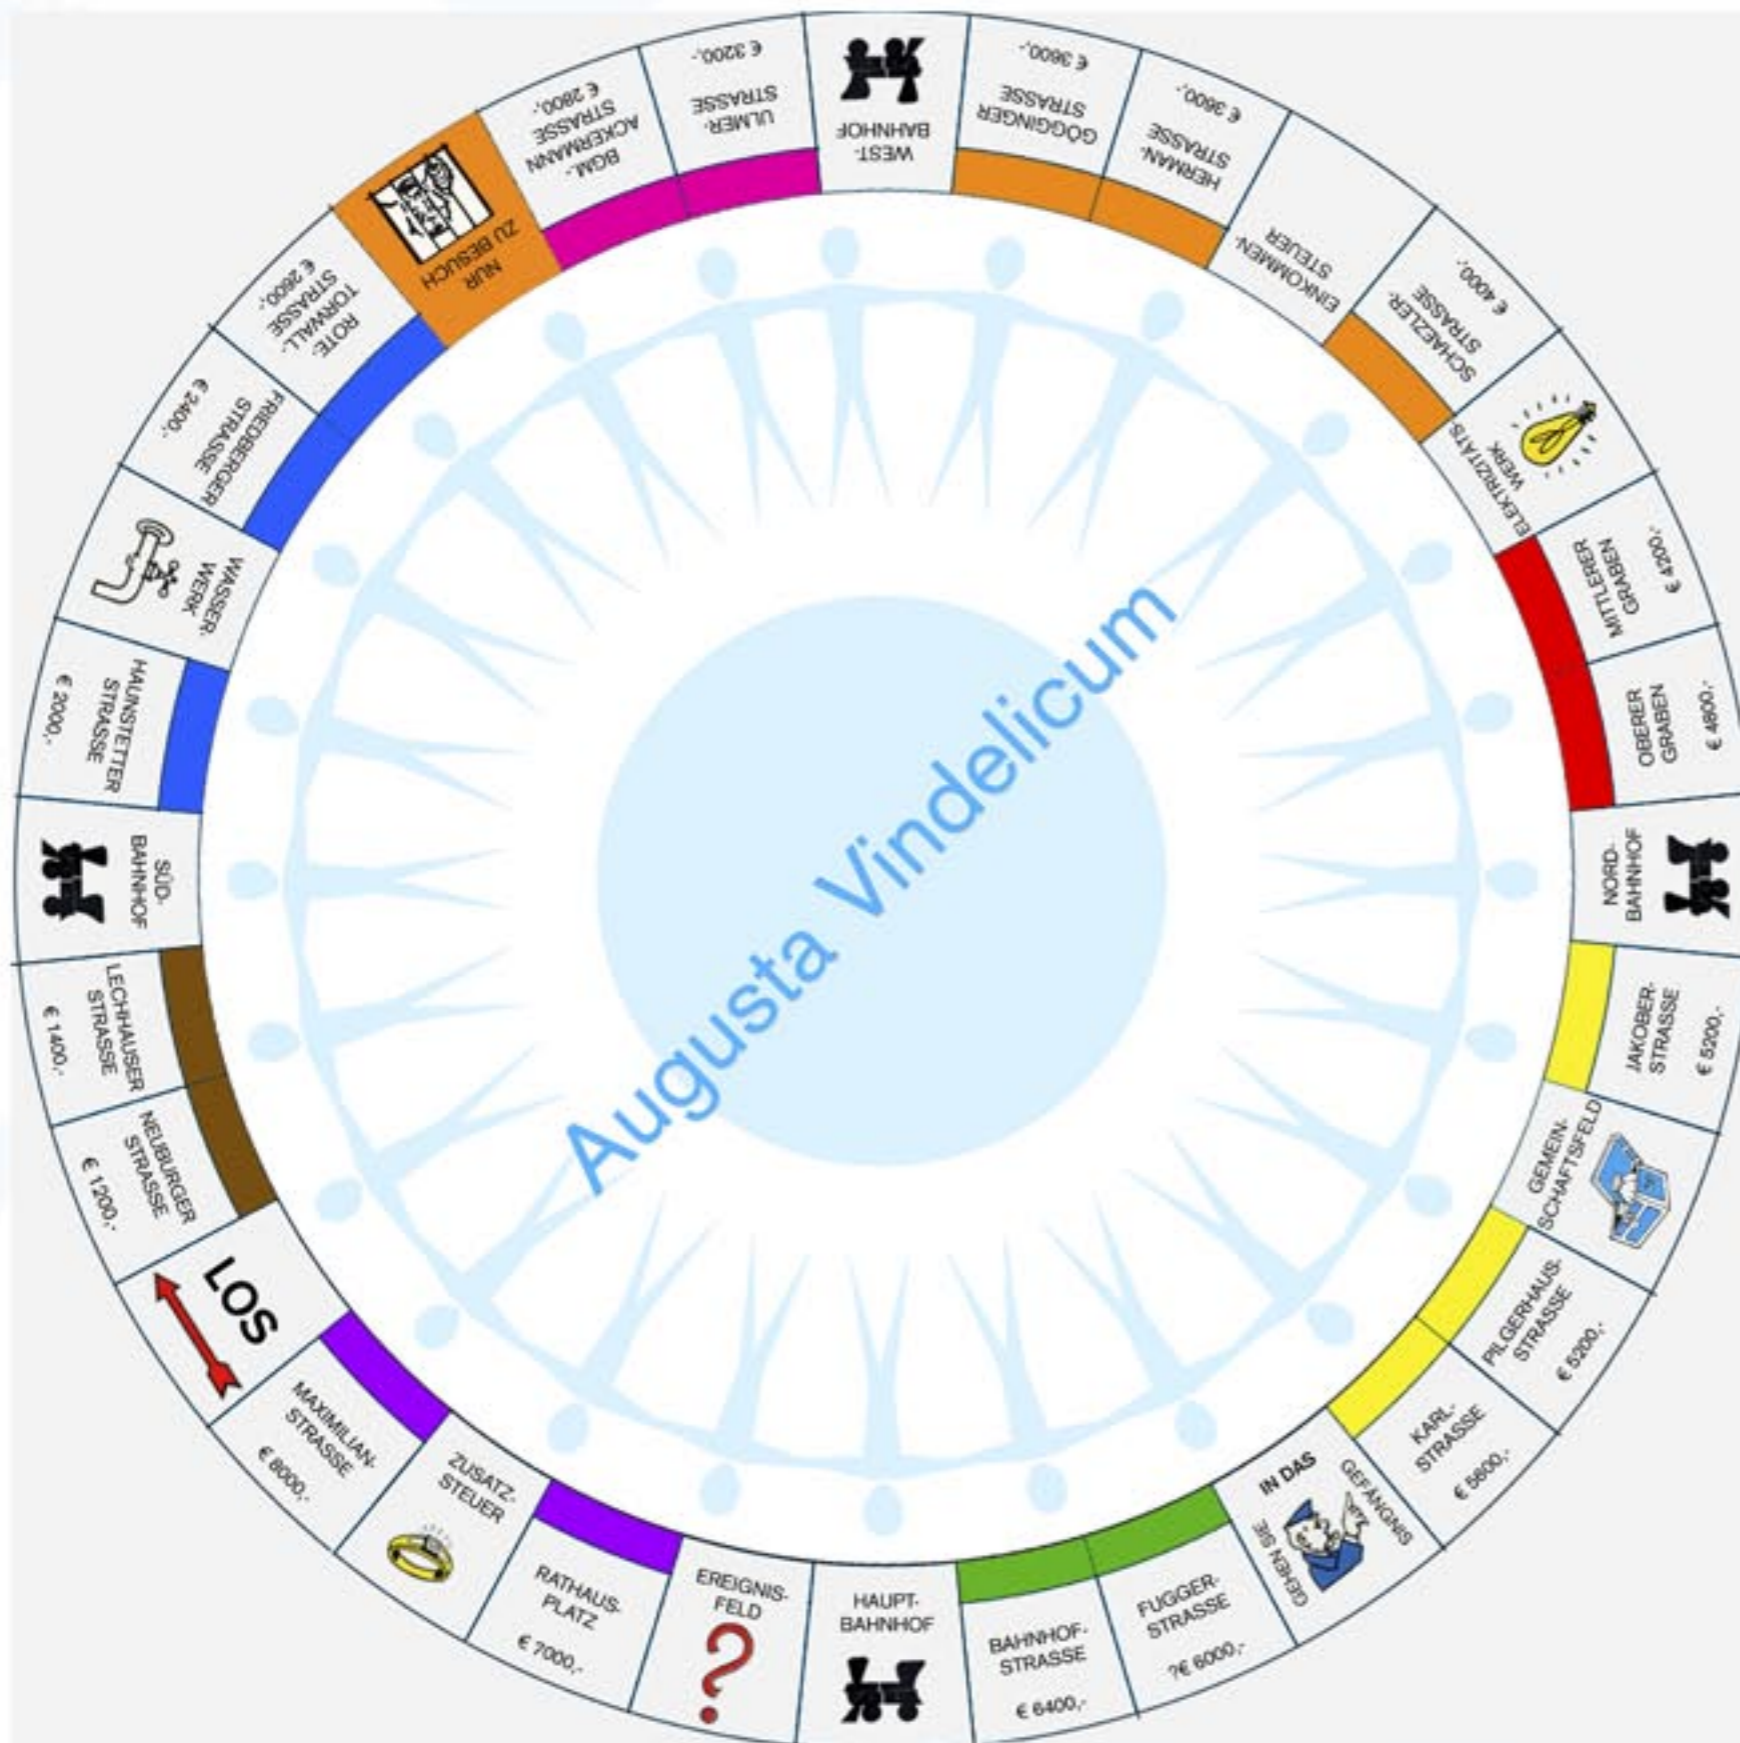 LOS
NEUBURGER
STRASSE
€ 1200,-
LECHHAUSER
STRASSE
€ 1400,-
SÜD-
BAHNHOF
HAUNSTETTER
STRASSE
€ 2000,-
WASSER-
WERK
FRIEDBERGER
STRASSE
€ 2400,-
ROTE-
TORWALL-
STRASSE
€ 2600,-
NUR
ZU BESUCH
BGM.-
ACKERMANN
STRASSE
€ 2800,-
ULMER-
STRASSE
€ 3200,-
WEST-
BAHNHOF
GÖGGINGER
STRASSE
€ 3600,-
HERMAN-
STRASSE
€ 3600,-
EINKOMMEN-
STEUER
SCHAEZLER-
STRASSE
€ 4000,-
ELEKTRIZITÄTS
WERK
MITTLERER
GRABEN
€ 4200,-
OBERER
GRABEN
€ 4800,-
NORD-
BAHNHOF
JAKOBER-
STRASSE
€ 5200,-
GEMEIN-
SCHAFTSFELD
PILGERHAUS-
STRASSE
€ 5200,-
KARL-
STRASSE
€ 5600,-
GEHEN SIE
IN DAS
GEFÄNGNIS
FUGGER-
STRASSE
?€ 6000,-
BAHNHOF-
STRASSE
€ 6400,-
HAUPT-
BAHNHOF
EREIGNIS-
FELD
?
RATHAUS-
PLATZ
€ 7000,-
ZUSATZ-
STEUER
MAXIMILIAN-
STRASSE
€ 8000,-
Augusta Vindelicum